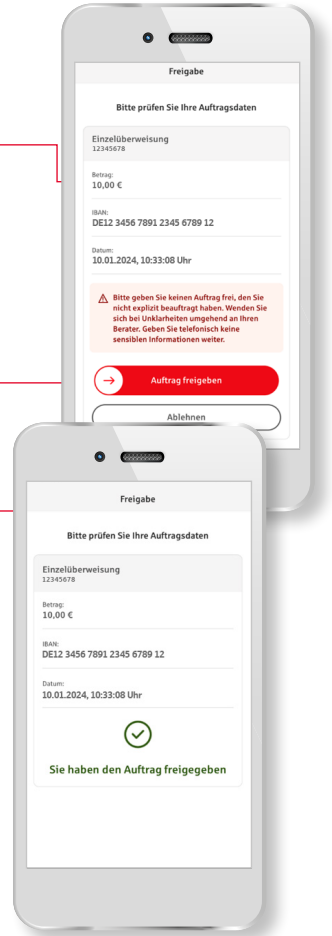 Freigabe
Bitte prüfen Sie Ihre Auftragsdaten
Einzelüberweisung
12345678
Betrag:
10,00 €
IBAN:
DE12 3456 7891 2345 6789 12
Datum:
10.01.2024, 10:33:08 Uhr
Bitte geben Sie keinen Auftrag frei, den Sie
nicht explizit beauftragt haben. Wenden Sie
sich bei Unklarheiten umgehend an Ihren
Berater. Geben Sie telefonisch keine
sensiblen Informationen weiter.
Auftrag freigeben
Ablehnen
Freigabe
Bitte prüfen Sie Ihre Auftragsdaten
Einzelüberweisung
12345678
Betrag:
10,00 €
IBAN:
DE12 3456 7891 2345 6789 12
Datum:
10.01.2024, 10:33:08 Uhr
Sie haben den Auftrag freigegeben